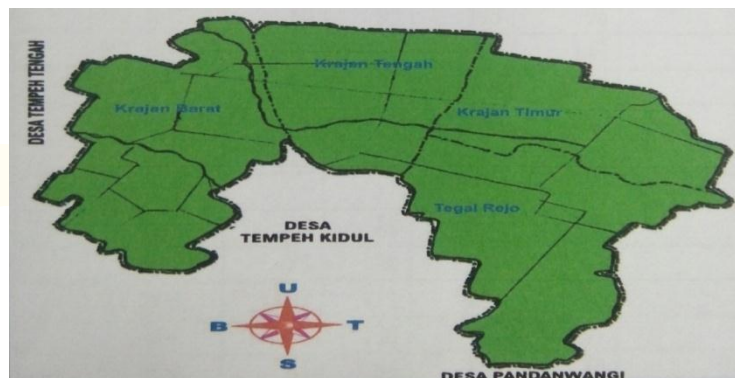 DESA TEMPEH TENGAH
Krajan Tengah
Krajan Barat
Krajan Timur
Tegal Rejo
DESA
TEMPEH KIDUL
U
B
T
S
DESA PANDANWANGI